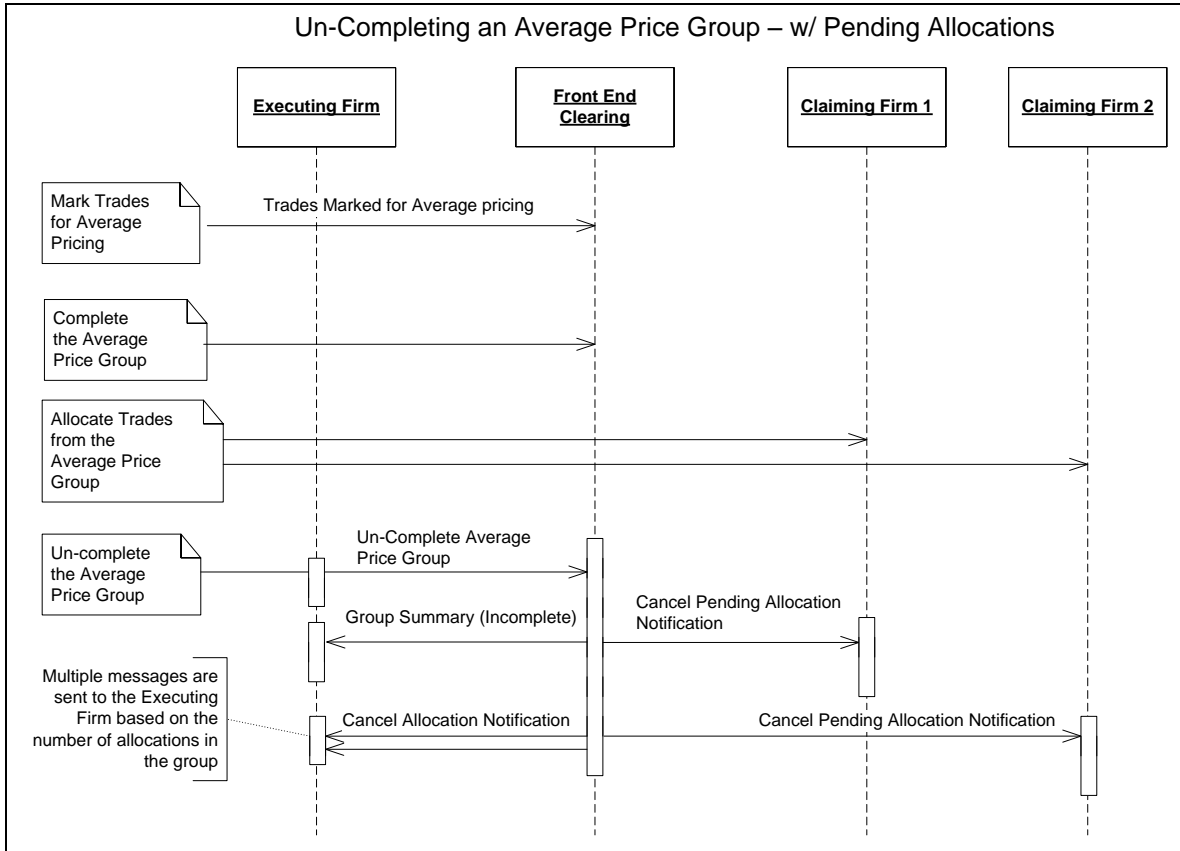 Un-Completing an Average Price Group – w/ Pending Allocations
Executing Firm
Front End
Clearing
Claiming Firm 1
Claiming Firm 2
Mark Trades
for Average
Pricing
Trades Marked for Average pricing
Complete
the Average
Price Group
Allocate Trades
from the
Average Price
Group
Un-complete
the Average
Price Group
Un-Complete Average
Price Group
Group Summary (Incomplete)
Cancel Pending Allocation
Notification
Multiple messages are
sent to the Executing
Firm based on the
number of allocations in
the group
Cancel Allocation Notification
Cancel Pending Allocation Notification